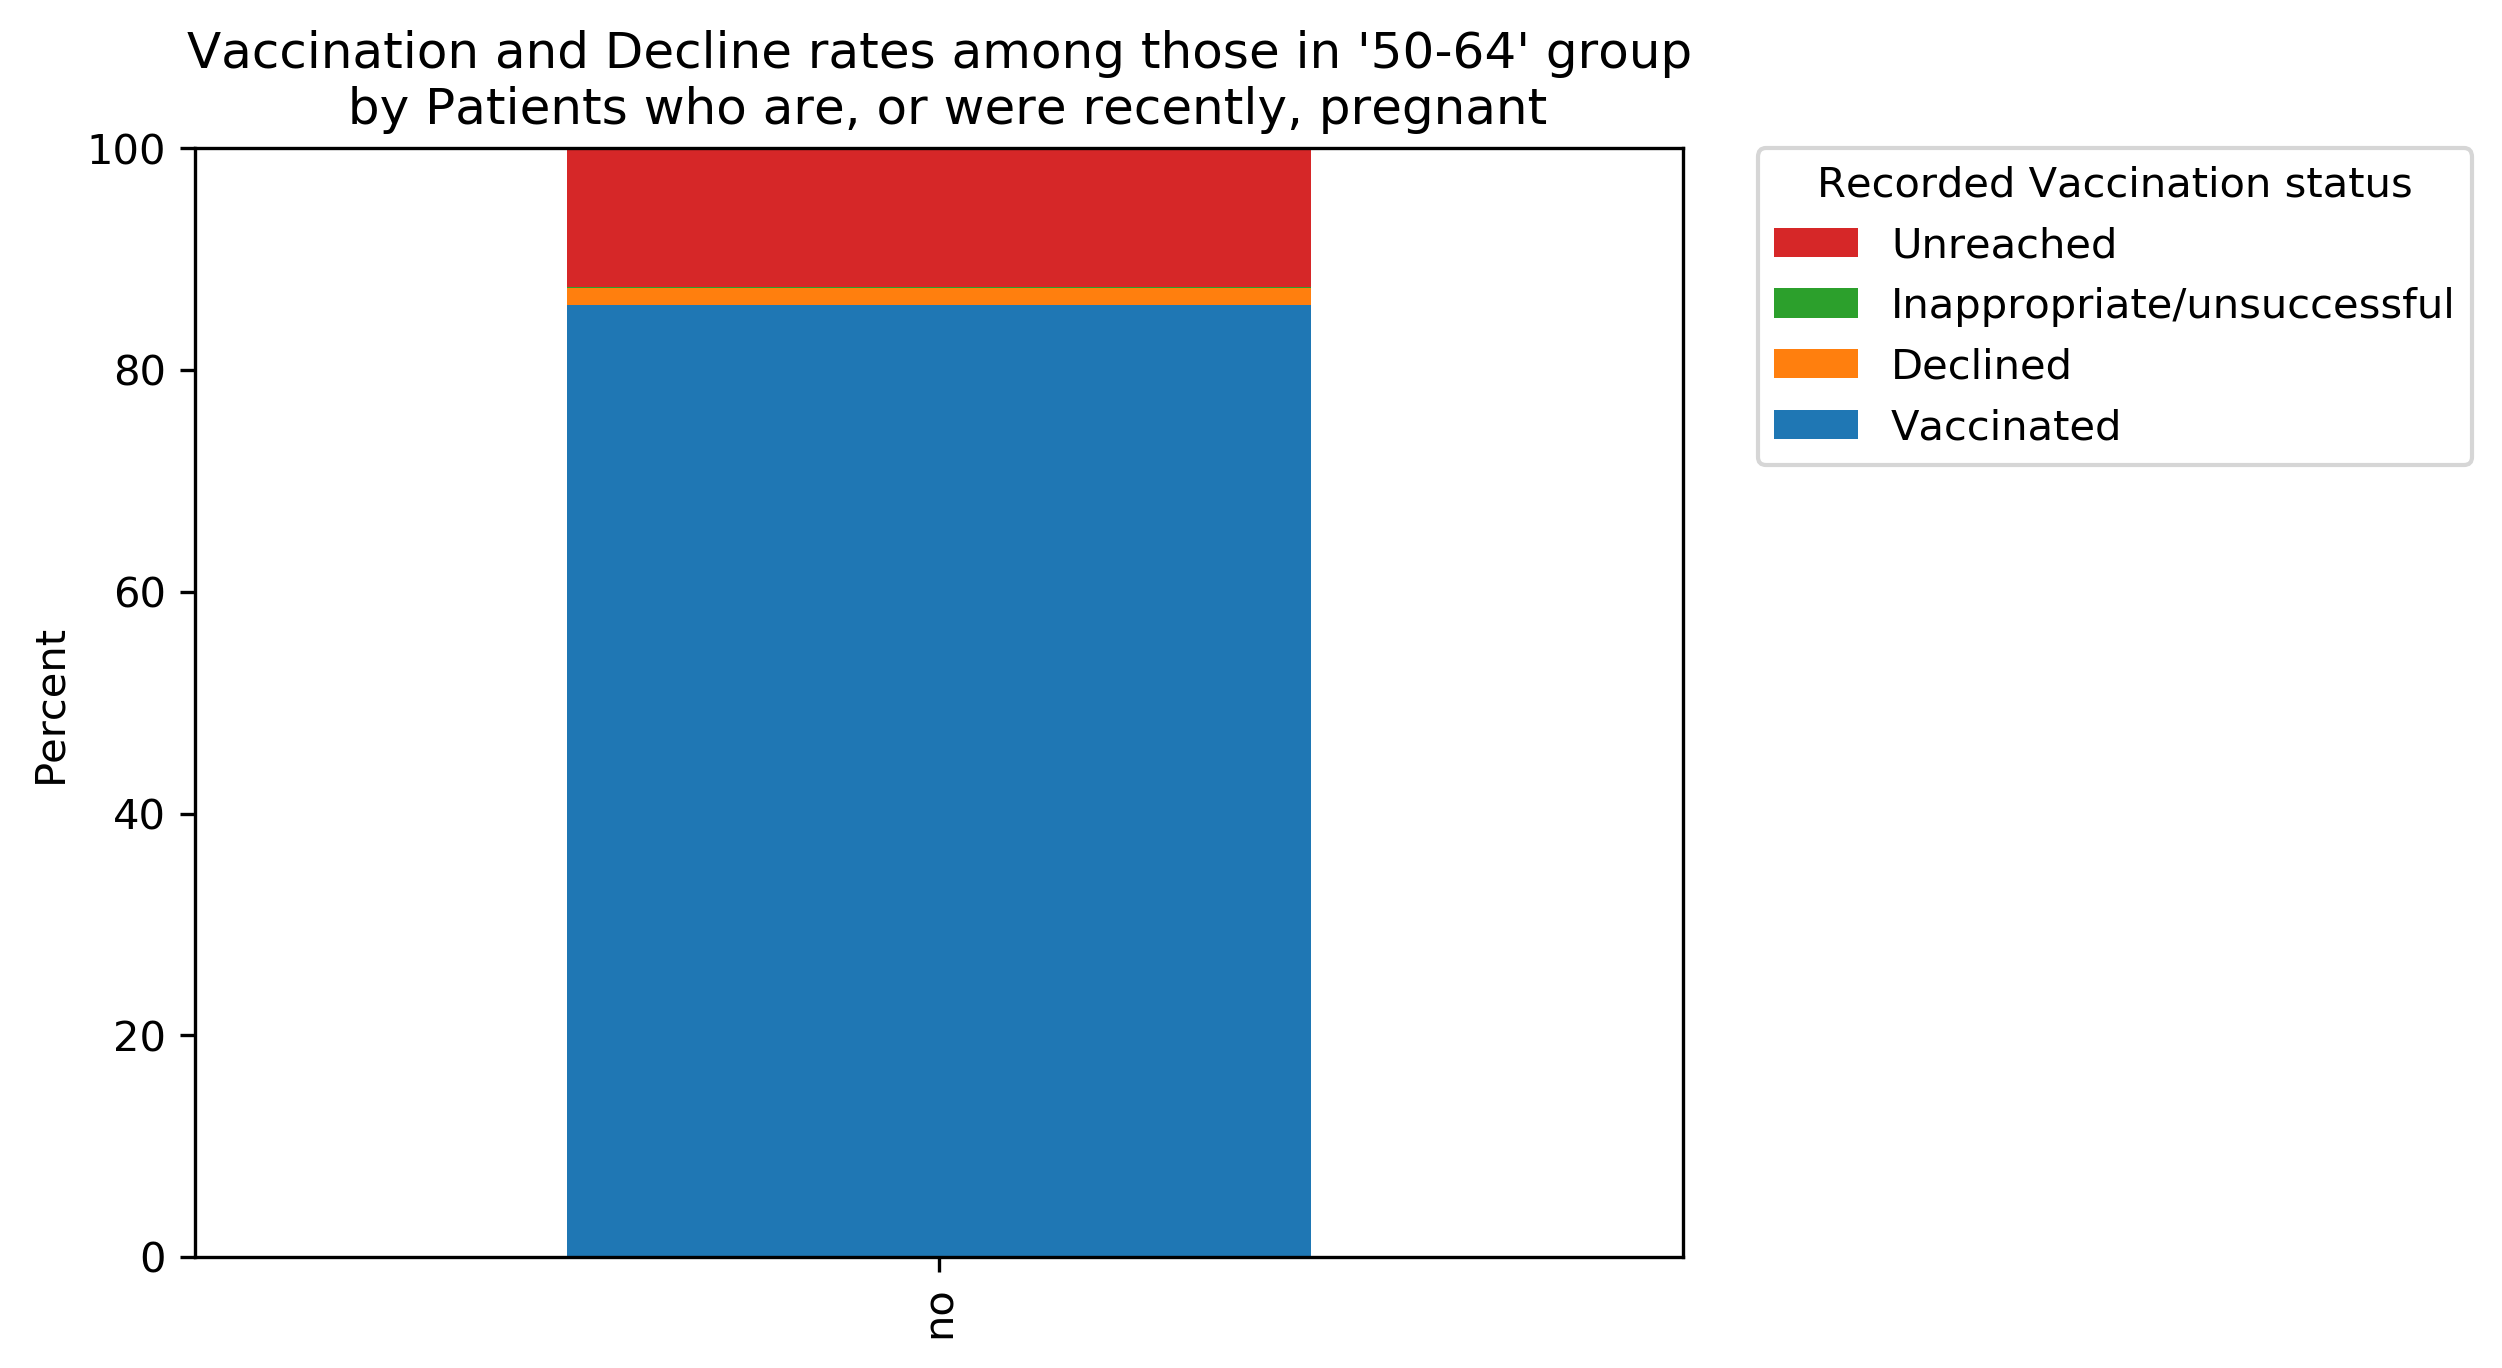 Vaccination and Decline rates among those in '50-64' group
by Patients who are, or were recently, pregnant
100
80
60
40
20
0
Percent
no
Recorded Vaccination status
Unreached
Inappropriate/unsuccessful
Declined
Vaccinated